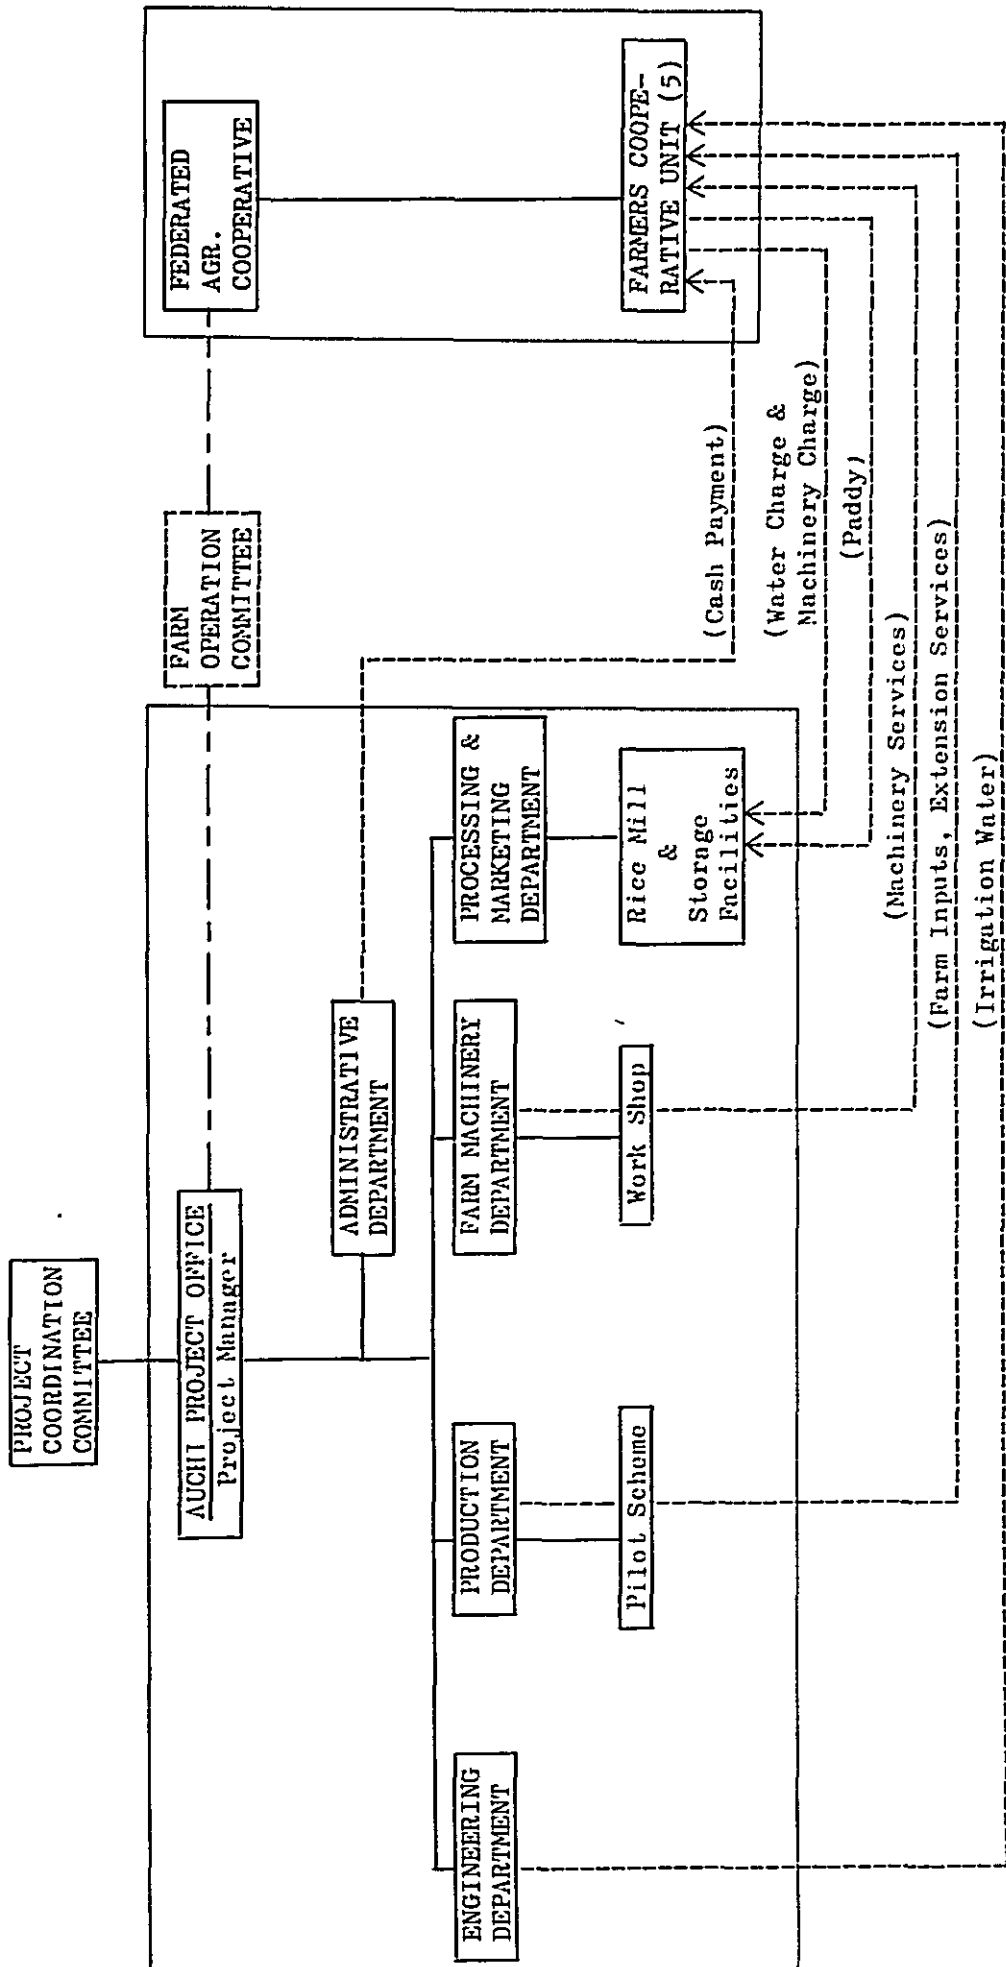 PROJECT
COORDINATION
COMMITTEE
AUCHI PROJECT OFFICE
Project Manager
FARM
OPERATION
COMMITTEE
FEDERATED
AGR.
COOPERATIVE
ADMINISTRATIVE
DEPARTMENT
ENGINEERING
DEPARTMENT
PRODUCTION
DEPARTMENT
FARM MACHINERY
DEPARTMENT
PROCESSING &
MARKETING
DEPARTMENT
Pilot Scheme
Work Shop
Rice Mill
&
Storage
Facilities
FARMERS COOPE-
RATIVE UNIT (5)
(Cash Payment)
(Water Charge &
Machinery Charge)
(Paddy)
(Machinery Services)
(Farm Inputs, Extension Services)
(Irrigation Water)